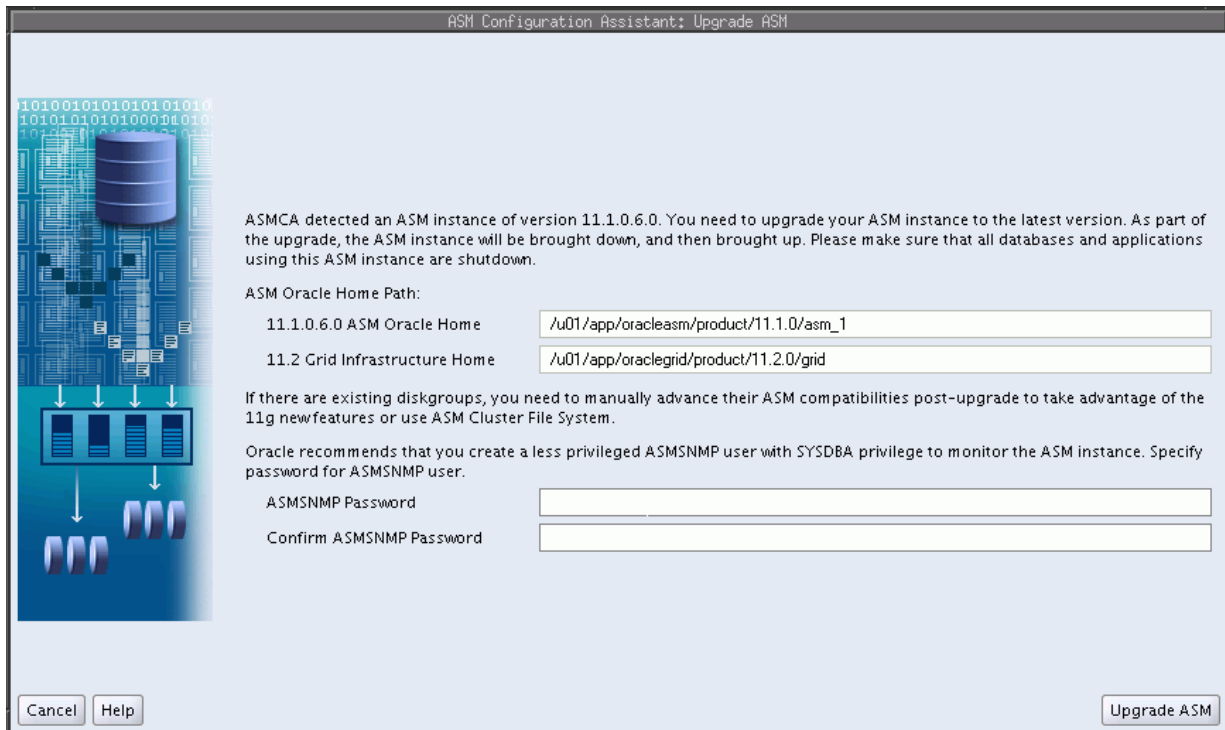 ASM Configuration Assistant: Upgrade ASM
ASMCA detected an ASM instance of version 11.1.0.6.0. You need to upgrade your ASM instance to the latest version. As part of
the upgrade, the ASM instance will be brought down, and then brought up. Please make sure that all databases and applications
using this ASM instance are shutdown.
ASM Oracle Home Path:
11.1.0.6.0 ASM Oracle Home /u01/app/oracleasm/product/11.1.0/asm_1
11.2 Grid Infrastructure Home /u01/app/oraclegrid/product/11.2.0/grid
If there are existing diskgroups, you need to manually advance their ASM compatibilities post-upgrade to take advantage of the
11g new features or use ASM Cluster File System.
Oracle recommends that you create a less privileged ASMSNMP user with SYSDBA privilege to monitor the ASM instance. Specify
password for ASMSNMP user.
ASMSNMP Password
Confirm ASMSNMP Password
Cancel Help Upgrade ASM